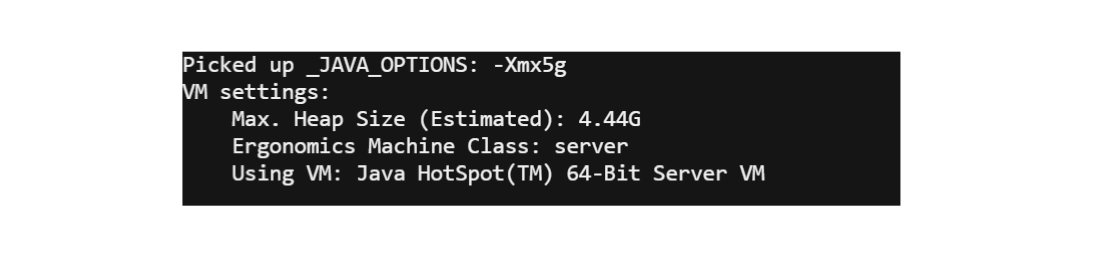 Picked up _JAVA_OPTIONS: -Xmx5g
VM settings:
    Max. Heap Size (Estimated): 4.44G
    Ergonomics Machine Class: server
    Using VM: Java HotSpot(TM) 64-Bit Server VM